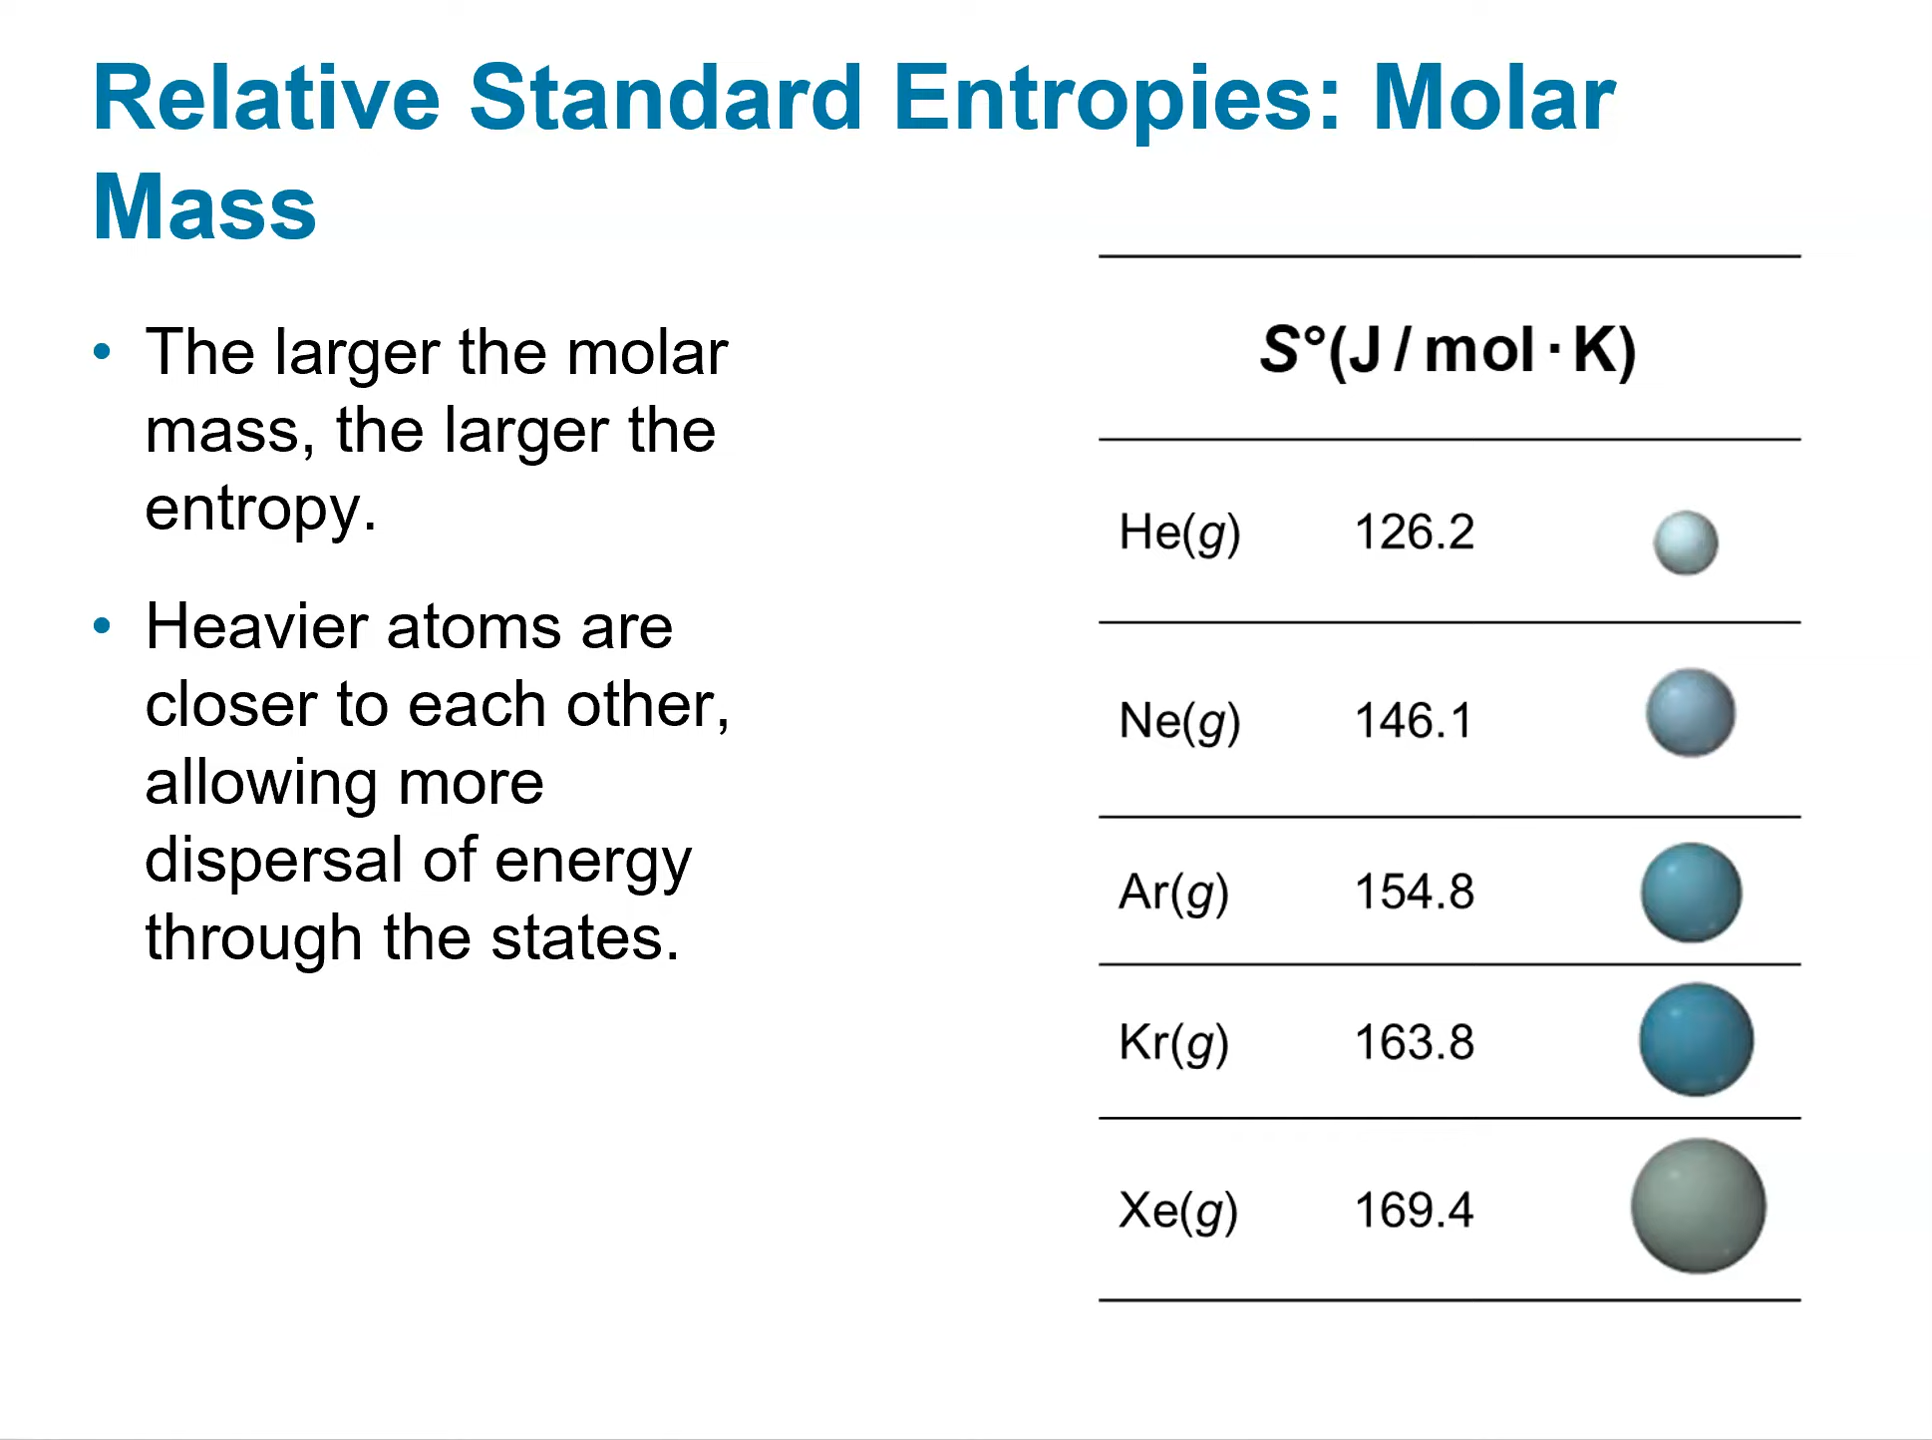 Relative Standard Entropies: Molar
Mass
• The larger the molar
mass, the larger the
entropy.
• Heavier atoms are
closer to each other,
allowing more
dispersal of energy
through the states.
S°(J / mol · K)
He(g) 126.2
Ne(g) 146.1
Ar(g) 154.8
Kr(g) 163.8
Xe(g) 169.4